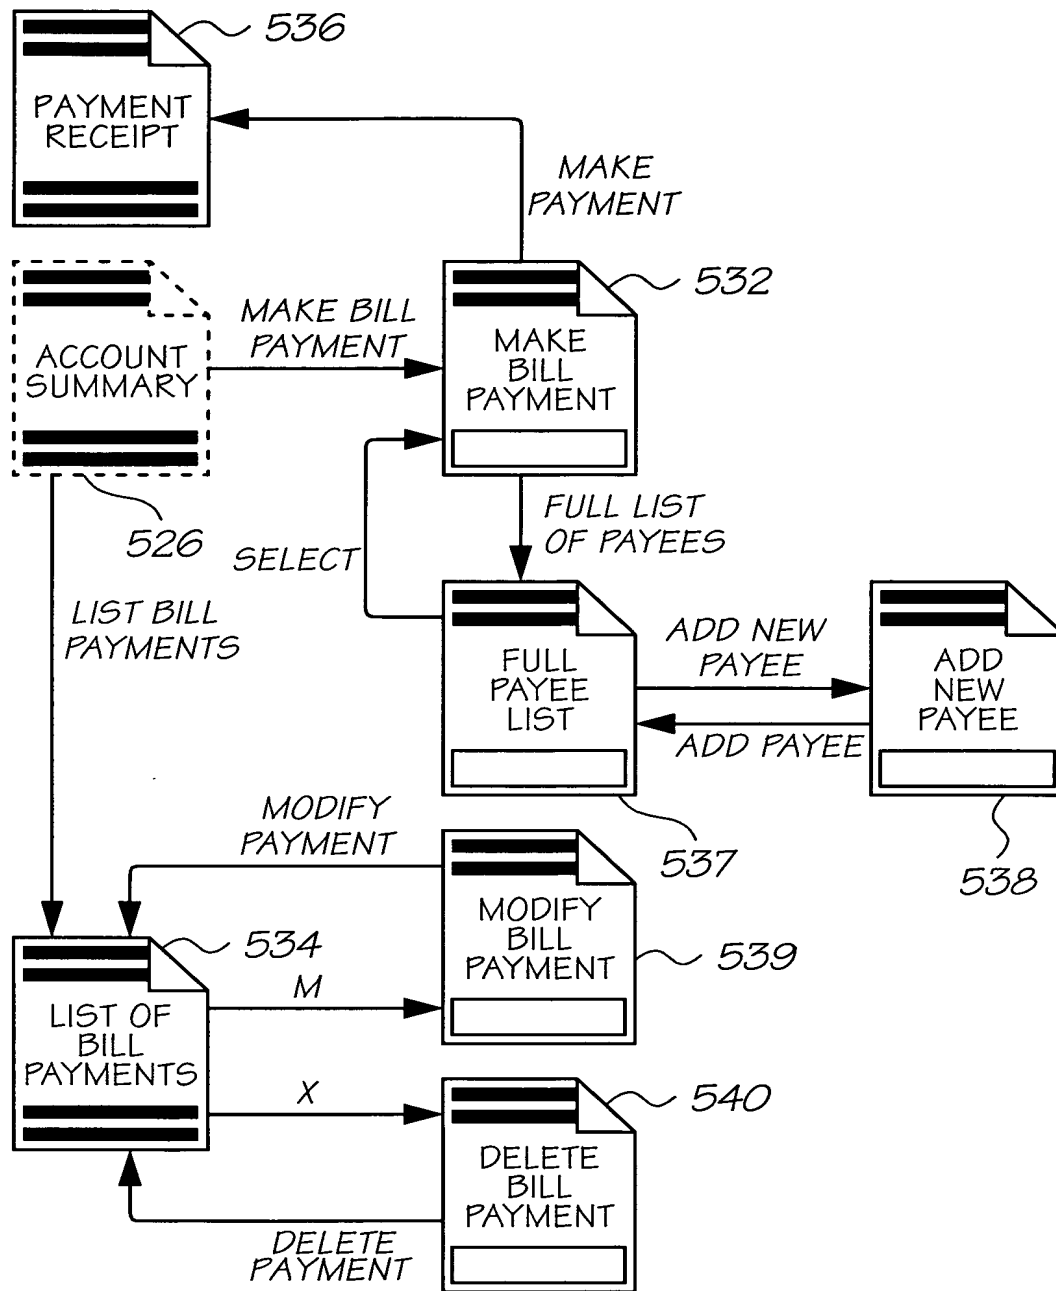 536
PAYMENT
RECEIPT
MAKE
PAYMENT
532
MAKE BILL
PAYMENT
ACCOUNT
SUMMARY
MAKE
BILL
PAYMENT
526
FULL LIST
OF PAYEES
SELECT
LIST BILL
PAYMENTS
FULL
PAYEE
LIST
ADD NEW
PAYEE
ADD PAYEE
ADD
NEW
PAYEE
537
538
MODIFY
PAYMENT
MODIFY
BILL
PAYMENT
539
534
M
LIST OF
BILL
PAYMENTS
X
540
DELETE
BILL
PAYMENT
DELETE
PAYMENT